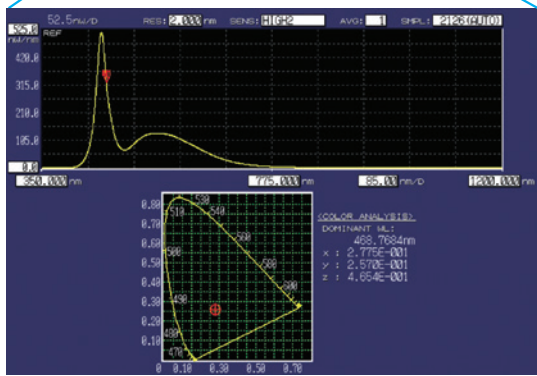 52.5nW/D RES: 2.000 nm SENS: HIGH2 AVG: 1 SMPL: 2126(AUTO)
525.0
nW/nm
REF
420.0
315.0
210.0
105.0
0.0
350.000 nm 775.000 nm 85.00 nm/D 1200.000 nm
<COLOR ANALYSIS>
DOMINANT WL:
468.7684nm
x : 2.775E-001
y : 2.570E-001
z : 4.654E-001
0.80
0.70
0.60
0.50
0.40
0.30
0.20
0.10
0 0.10 0.30 0.50 0.70
530
510
540
560
500
580
600
490
480
470